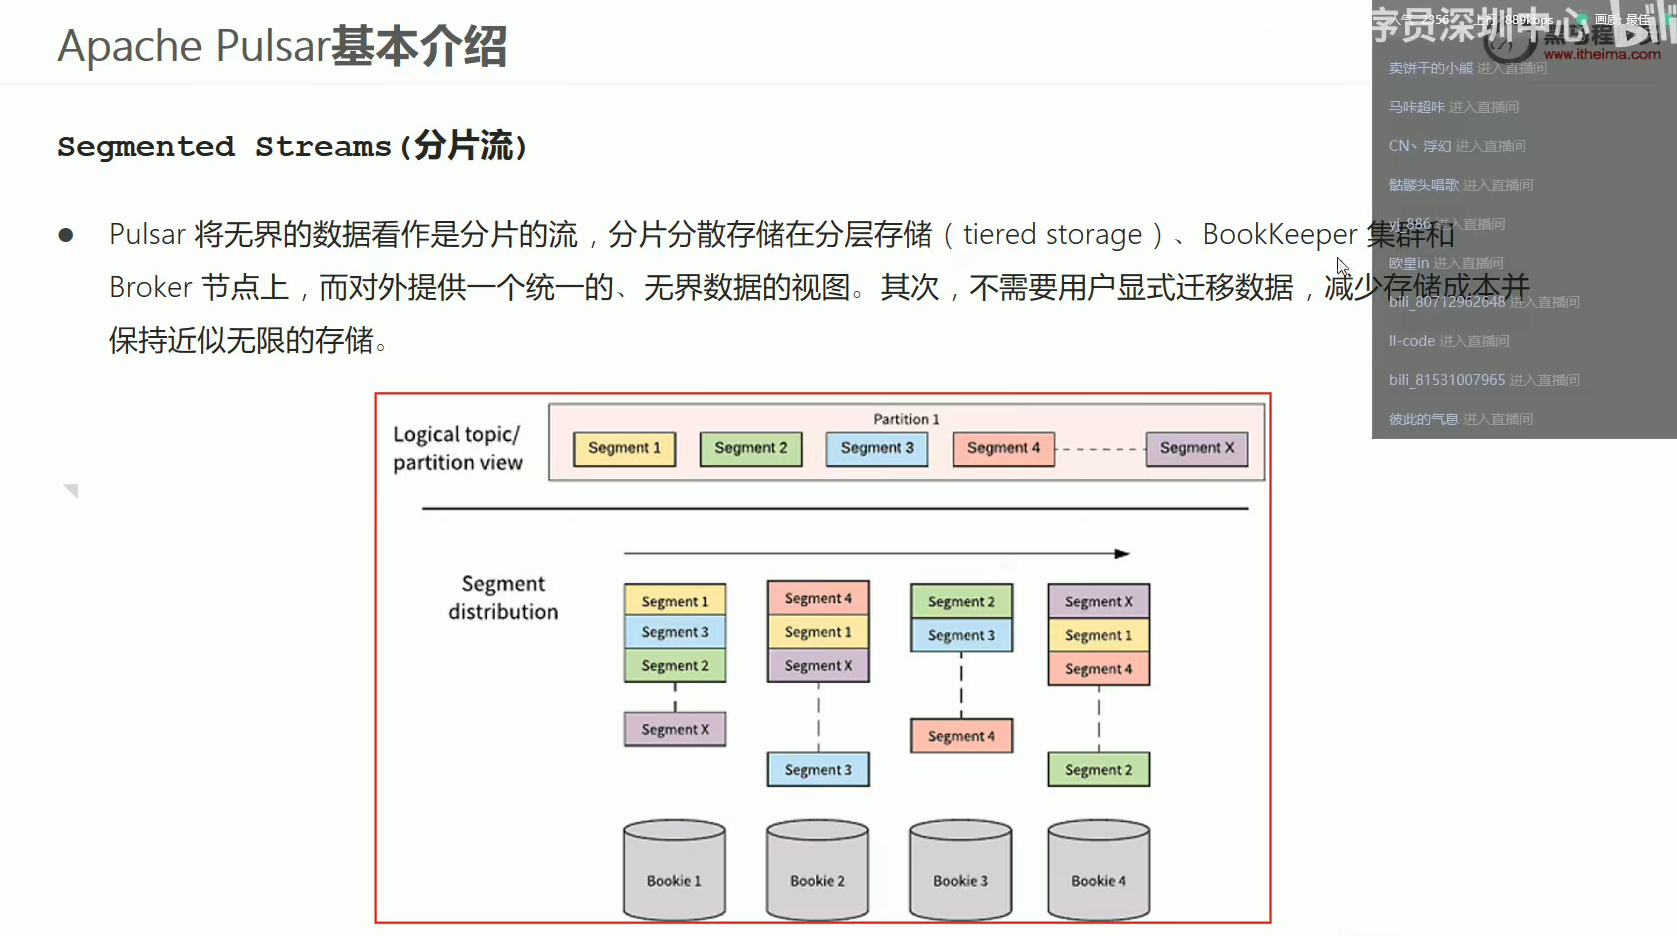 Apache Pulsar基本介绍
序员深圳中心
人气 2356
889kbps
画质: 最佳
www.itheima.com
Segmented Streams(分片流)
● Pulsar 将无界的数据看作是分片的流，分片分散存储在分层存储（tiered storage）、BookKeeper 集群和
Broker 节点上，而对外提供一个统一的、无界数据的视图。其次，不需要用户显式迁移数据，减少存储成本并
保持近似无限的存储。
卖饼干的小熊 进入直播间
马咔超咔 进入直播间
CN丶浮幻 进入直播间
骷髅头唱歌 进入直播间
yj_886 进入直播间
欧皇in 进入直播间
bili_80712962648 进入直播间
ll-code 进入直播间
bili_81531007965 进入直播间
彼此的气息 进入直播间
Logical topic/
partition view
Partition 1
Segment 1 Segment 2 Segment 3 Segment 4 Segment X
Segment
distribution
Segment 1
Segment 3
Segment 2
Segment X
Bookie 1
Segment 4
Segment 1
Segment X
Segment 3
Bookie 2
Segment 2
Segment 3
Segment 4
Bookie 3
Segment X
Segment 1
Segment 4
Segment 2
Bookie 4